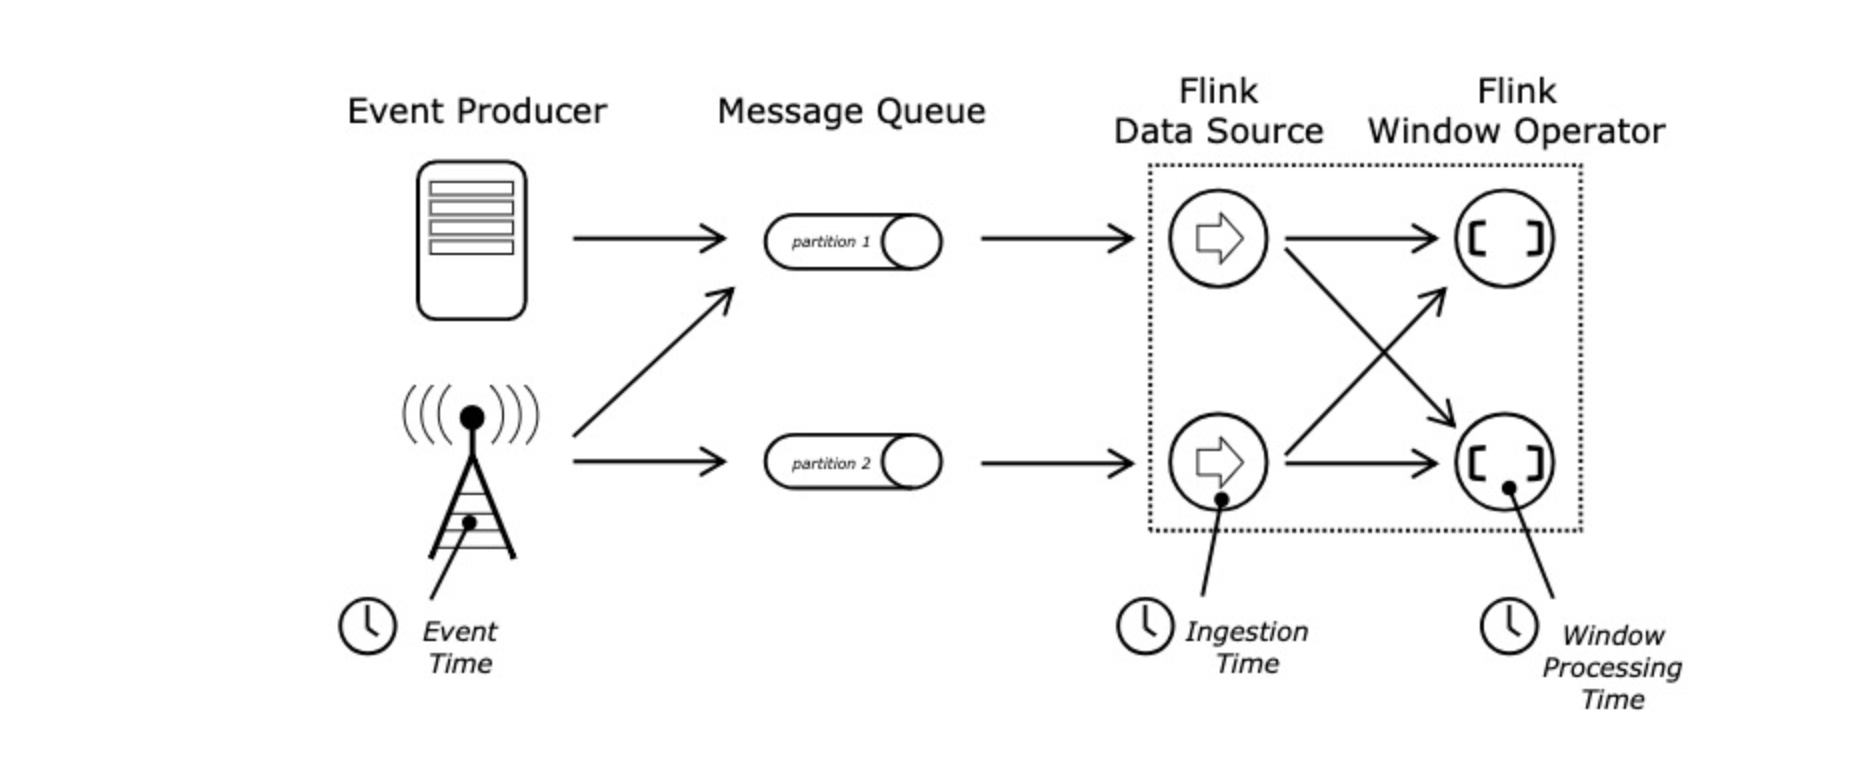 Event Producer
Message Queue
Flink
Data Source
Flink
Window Operator
partition 1
partition 2
Event
Time
Ingestion
Time
Window
Processing
Time